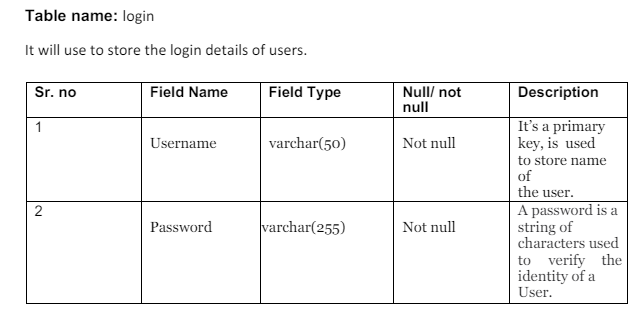 Table name: login
It will use to store the login details of users.
Sr. no Field Name Field Type Null/ not null Description
1 Username varchar(50) Not null It's a primary key, is used to store name of the user.
2 Password varchar(255) Not null A password is a string of characters used to verify the identity of a User.